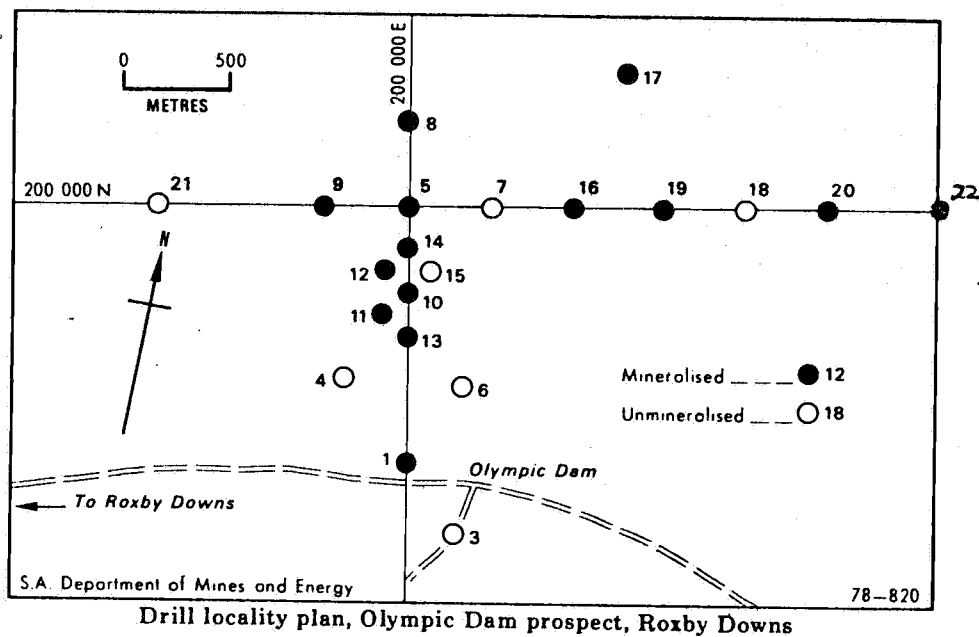 0 500
METRES
200 000 E
17
8
200 000 N
21
9
5
7
16
19
18
20
22
N
14
12
15
10
11
13
4
6
Mineralised 12
Unmineralised 18
1
Olympic Dam
To Roxby Downs
3
S.A. Department of Mines and Energy
78-820
Drill locality plan, Olympic Dam prospect, Roxby Downs